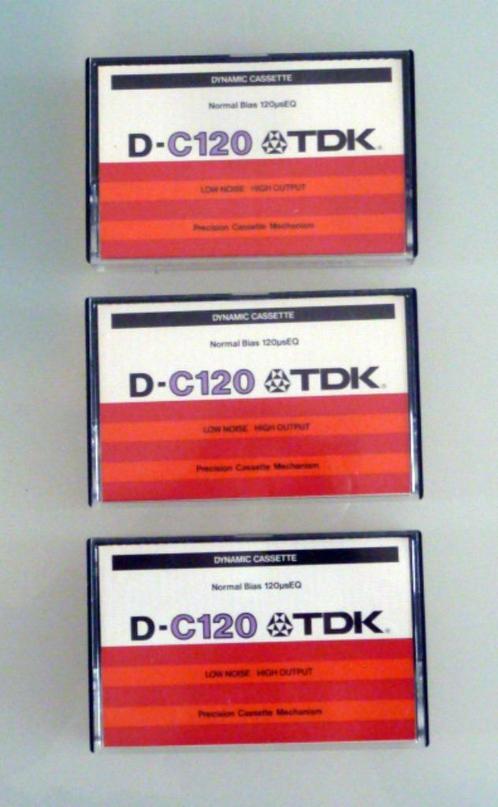 DYNAMIC CASSETTE
Normal Bias 120µsEQ
D-C120 TDK®
LOW NOISE HIGH OUTPUT
Precision Cassette Mechanism
DYNAMIC CASSETTE
Normal Bias 120µsEQ
D-C120 TDK®
LOW NOISE HIGH OUTPUT
Precision Cassette Mechanism
DYNAMIC CASSETTE
Normal Bias 120µsEQ
D-C120 TDK®
LOW NOISE HIGH OUTPUT
Precision Cassette Mechanism